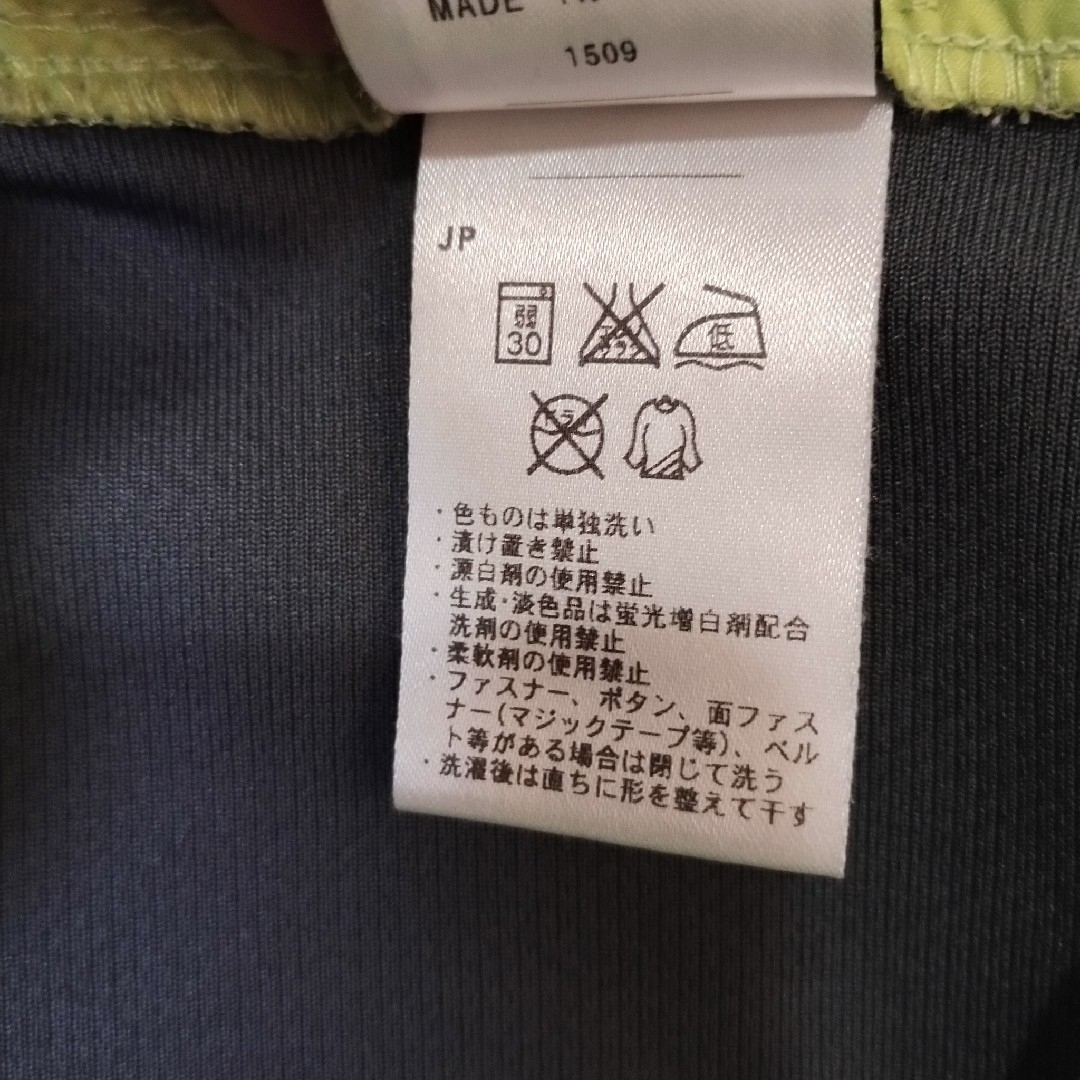 MADE
1509
JP
弱
30
低
・色ものは単独洗い
・漬け置き禁止
・漂白剤の使用禁止
・生成・淡色品は蛍光増白剤配合
洗剤の使用禁止
・柔軟剤の使用禁止
・ファスナー、ボタン、面ファス
ナー(マジックテープ等)、ベル
ト等がある場合は閉じて洗う
・洗濯後は直ちに形を整えて干す